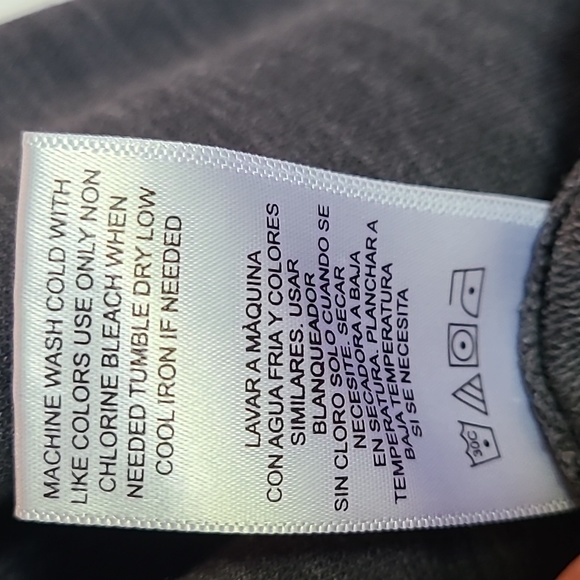 MACHINE WASH COLD WITH
LIKE COLORS USE ONLY NON
CHLORINE BLEACH WHEN
NEEDED TUMBLE DRY LOW
COOL IRON IF NEEDED
LAVAR A MÀQUINA
CON AGUA FRIA Y COLORES
SIMILARES. USAR
BLANQUEADOR
SIN CLORO SOLO CUANDO SE
NECESITE. SECAR
EN SECADORA A BAJA
TEMPERATURA. PLANCHAR A
BAJA TEMPERATURA
SI SE NECESITA
30C